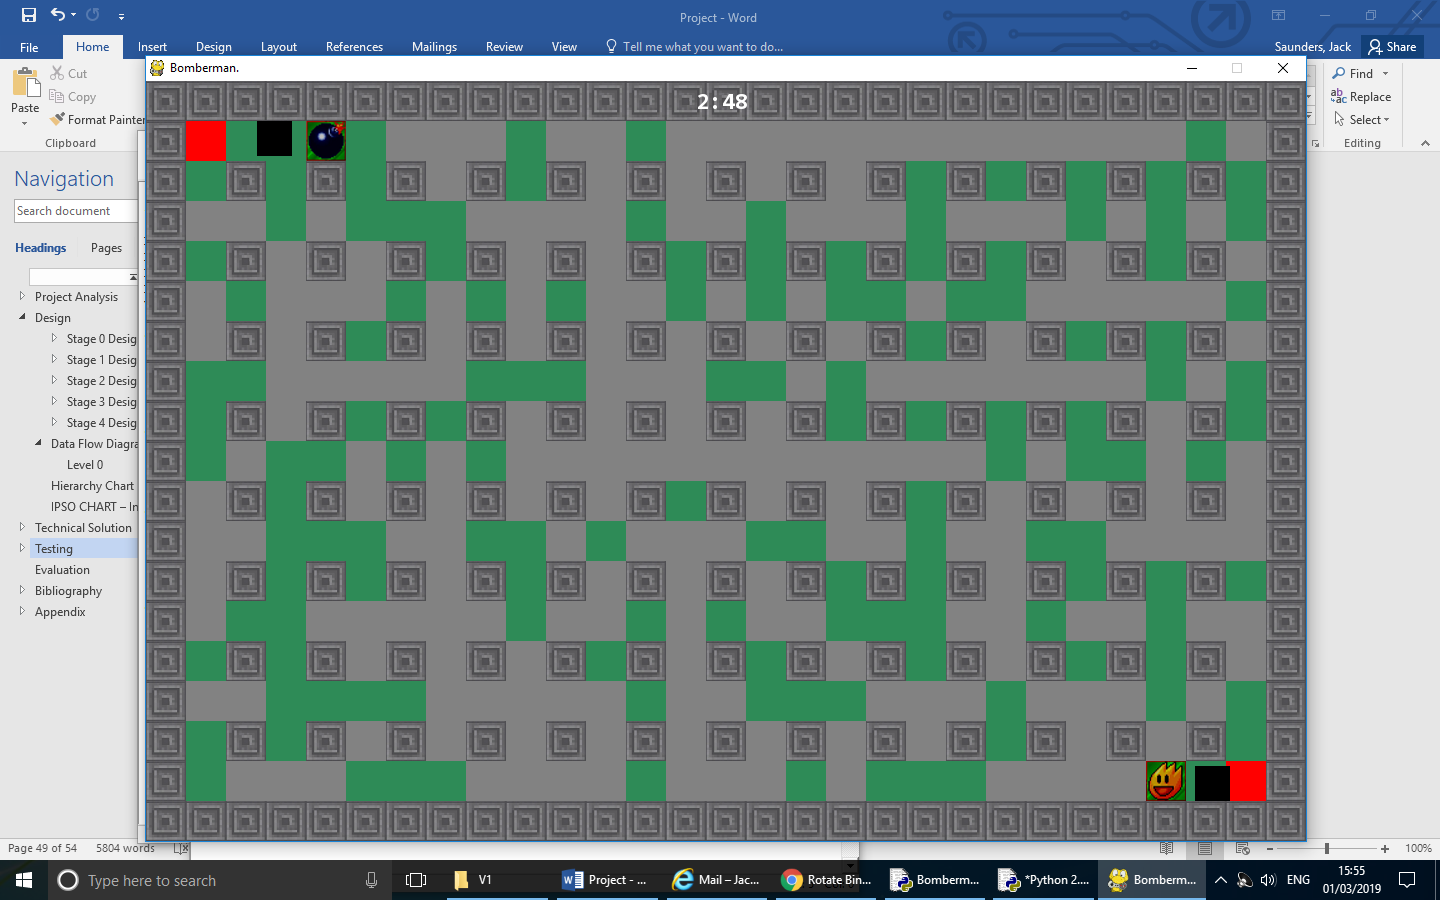 Project - Word
File
Home
Insert
Design
Layout
References
Mailings
Review
View
Tell me what you want to do...
Saunders, Jack
Share
Bomberman.
Paste
Cut
Copy
Format Painter
Clipboard
Find
Replace
Select
Editing
2:48
Navigation
Search document
Headings
Pages
Project Analysis
Design
Stage 0 Desig
Stage 1 Desig
Stage 2 Desig
Stage 3 Desig
Stage 4 Desig
Data Flow Diagra
Level 0
Hierarchy Chart
IPSO CHART – In
Technical Solution
Testing
Evaluation
Bibliography
Appendix
Page 49 of 54
5804 words
100%
Type here to search
V1
Project - ...
Mail – Jac...
Rotate Bin...
Bomberm...
*Python 2....
Bomberm...
ENG
15:55
01/03/2019